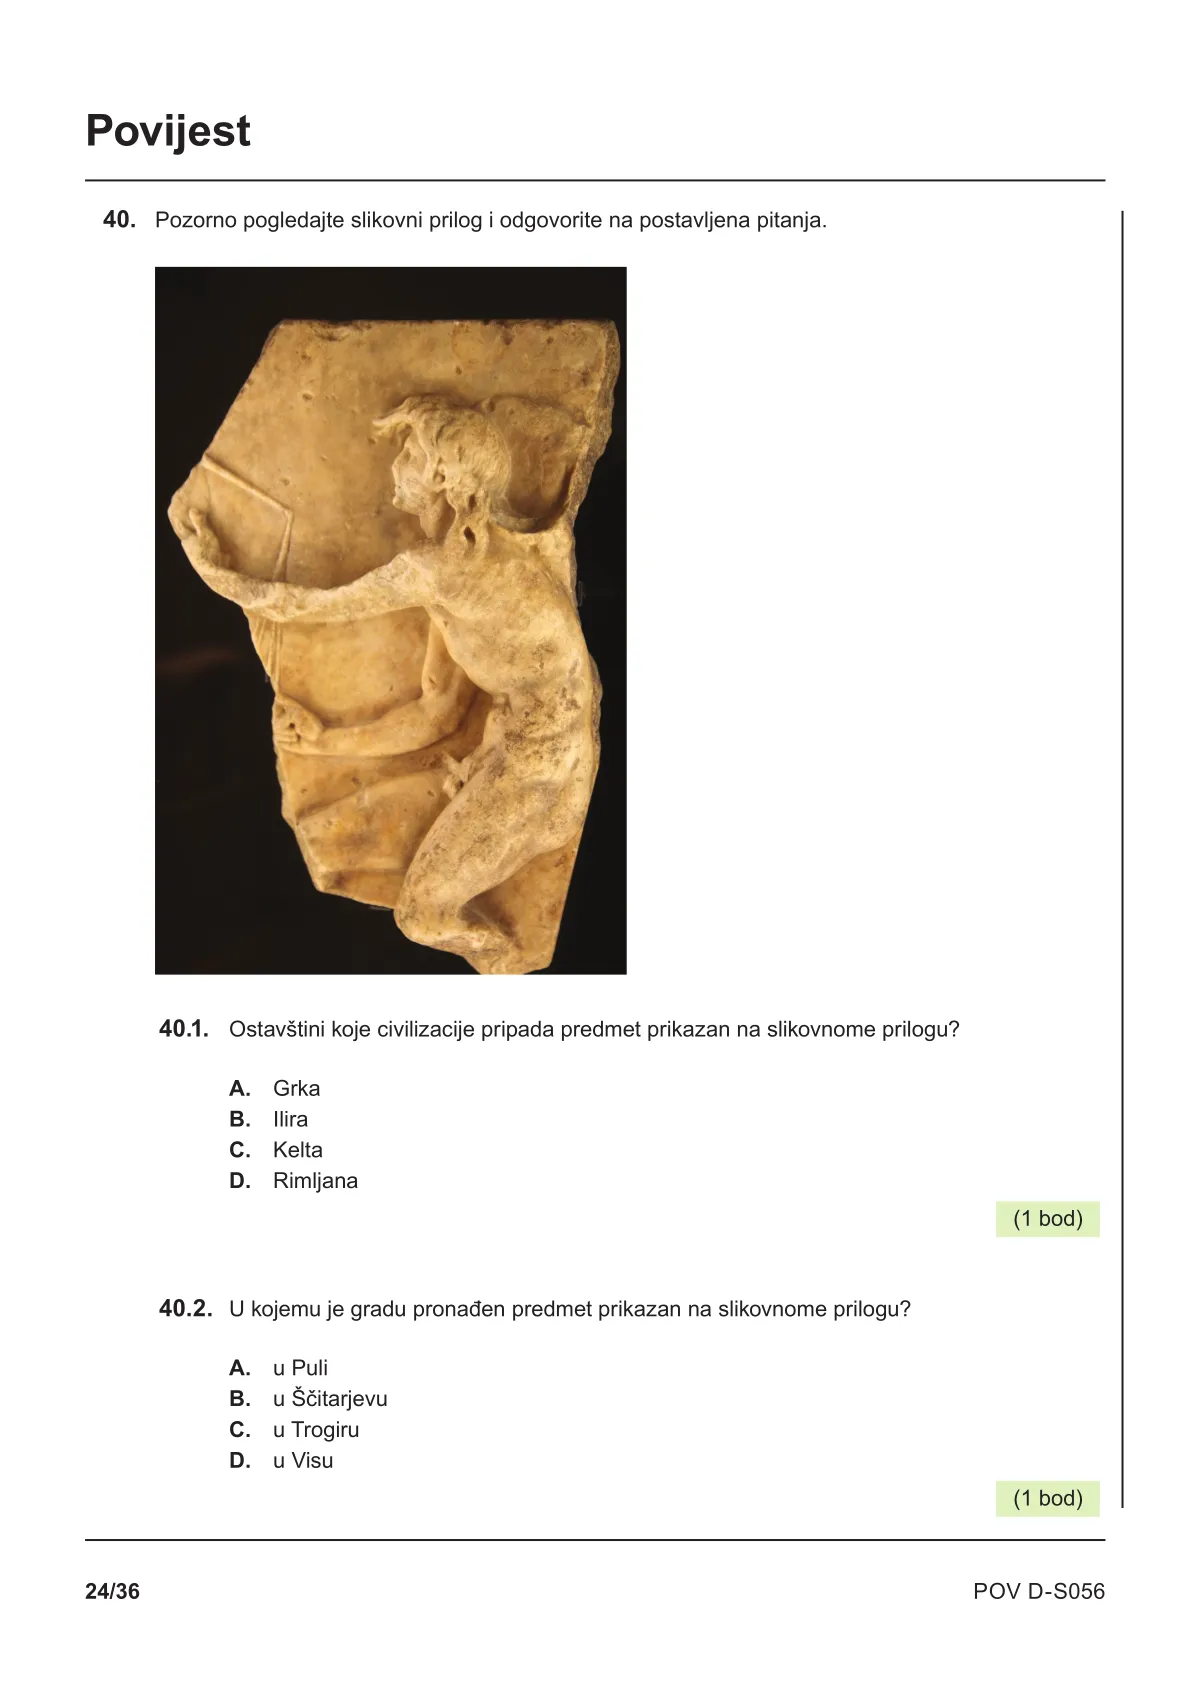 Povijest
40. Pozorno pogledajte slikovni prilog i odgovorite na postavljena pitanja.
40.1. Ostavštini koje civilizacije pripada predmet prikazan na slikovnome prilogu?
A. Grka
B. Ilira
C. Kelta
D. Rimljana
(1 bod)
40.2. U kojemu je gradu pronađen predmet prikazan na slikovnome prilogu?
A. u Puli
B. u Ščitarjevu
C. u Trogiru
D. u Visu
(1 bod)
24/36
POV D-S056